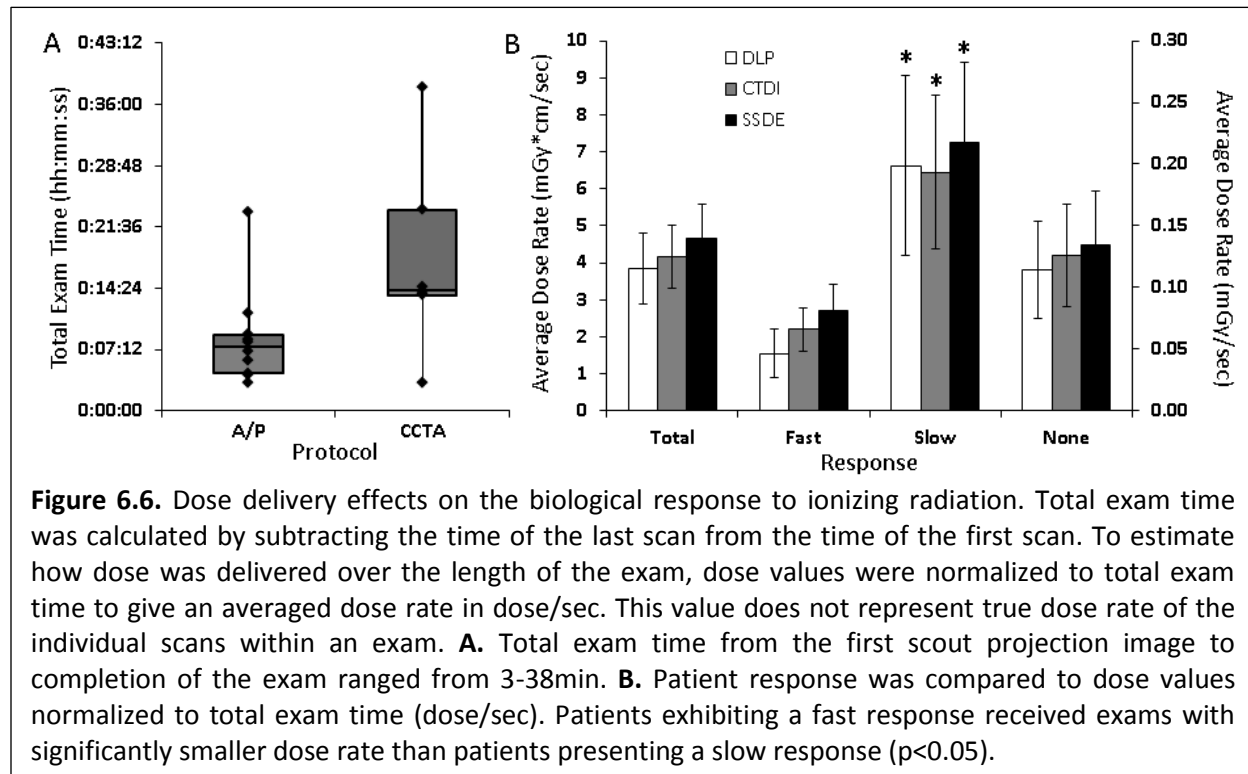 A
B
0:43:12
0:36:00
0:28:48
0:21:36
0:14:24
0:07:12
0:00:00
Total Exam Time (hh:mm:ss)
A/P
CCTA
Protocol
10
9
8
7
6
5
4
3
2
1
0
Average Dose Rate (mGy*cm/sec)
DLP
CTDI
SSDE
* * *
0.30
0.25
0.20
0.15
0.10
0.05
0.00
Average Dose Rate (mGy/sec)
Total
Fast
Slow
None
Response
Figure 6.6. Dose delivery effects on the biological response to ionizing radiation. Total exam time
was calculated by subtracting the time of the last scan from the time of the first scan. To estimate
how dose was delivered over the length of the exam, dose values were normalized to total exam
time to give an averaged dose rate in dose/sec. This value does not represent true dose rate of the
individual scans within an exam. A. Total exam time from the first scout projection image to
completion of the exam ranged from 3-38min. B. Patient response was compared to dose values
normalized to total exam time (dose/sec). Patients exhibiting a fast response received exams with
significantly smaller dose rate than patients presenting a slow response (p<0.05).